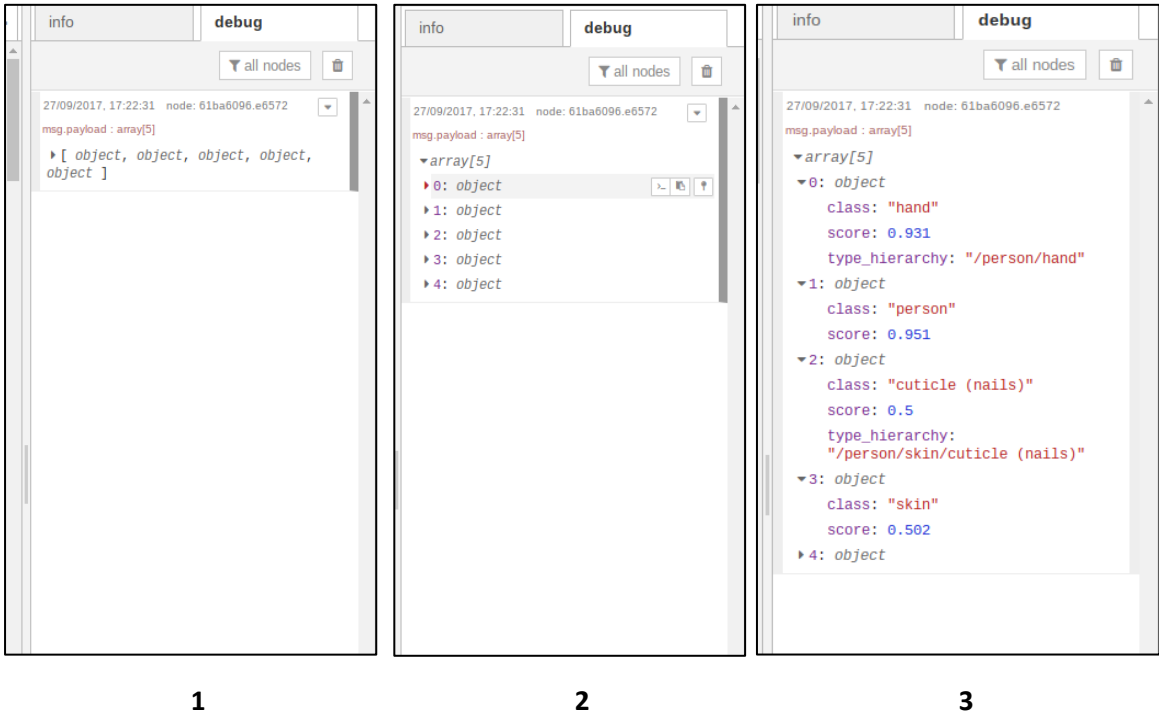 info debug
all nodes
27/09/2017, 17:22:31 node: 61ba6096.e6572
msg.payload : array[5]
[ object, object, object, object,
object ]
1
info debug
all nodes
27/09/2017, 17:22:31 node: 61ba6096.e6572
msg.payload : array[5]
array[5]
0: object
1: object
2: object
3: object
4: object
2
info debug
all nodes
27/09/2017, 17:22:31 node: 61ba6096.e6572
msg.payload : array[5]
array[5]
0: object
class: "hand"
score: 0.931
type_hierarchy: "/person/hand"
1: object
class: "person"
score: 0.951
2: object
class: "cuticle (nails)"
score: 0.5
type_hierarchy:
"/person/skin/cuticle (nails)"
3: object
class: "skin"
score: 0.502
4: object
3